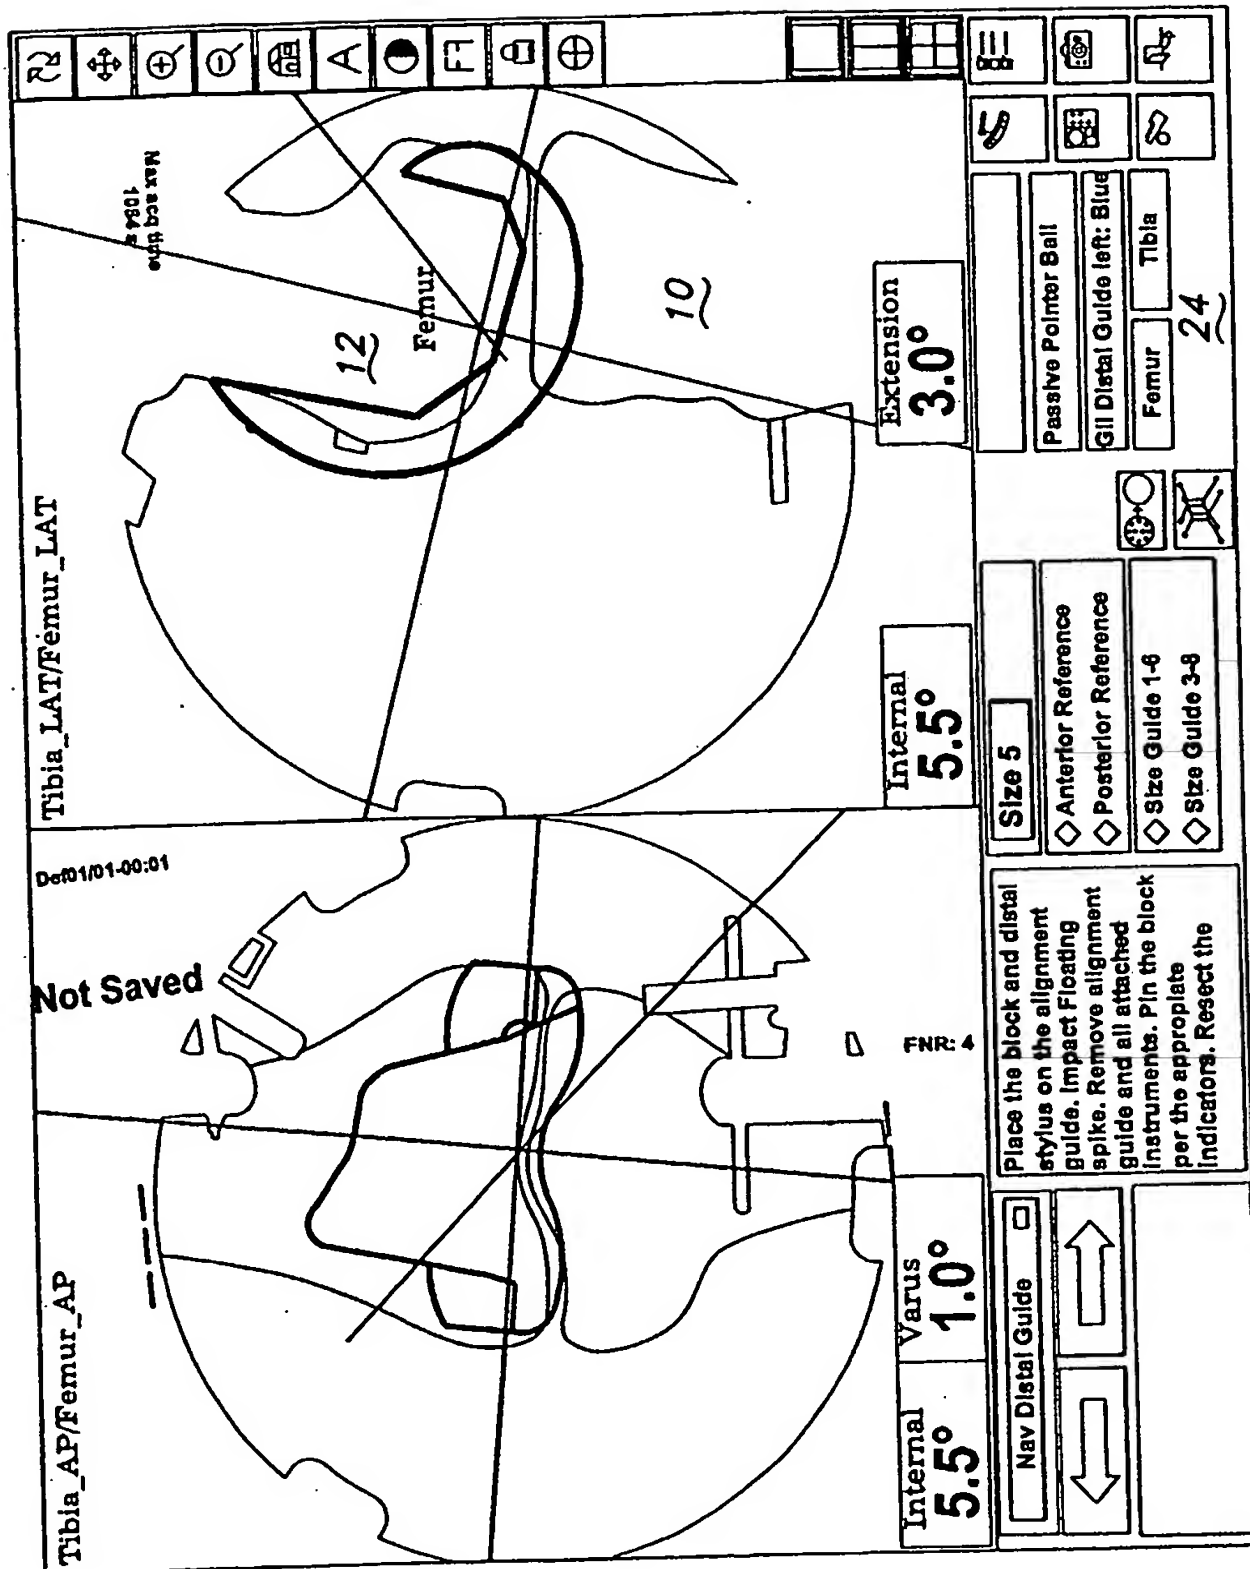 Tibia_AP/Femur_AP
Not Saved
Def01/01-00:01
FNR: 4
Internal
5.5°
Varus
1.0°
Tibia_LAT/Femur_LAT
Max acq time
1084 s
12
Femur
10
Internal
5.5°
Extension
3.0°
A
Nav Distal Guide
Place the block and distal
stylus on the alignment
guide. Impact Floating
spike. Remove alignment
guide and all attached
instruments. Pin the block
per the approplate
indicators. Resect the
Size 5
Anterior Reference
Posterior Reference
Size Guide 1-6
Size Guide 3-8
Passive Pointer Ball
Gil Distal Guide left: Blue
Femur
Tibia
24